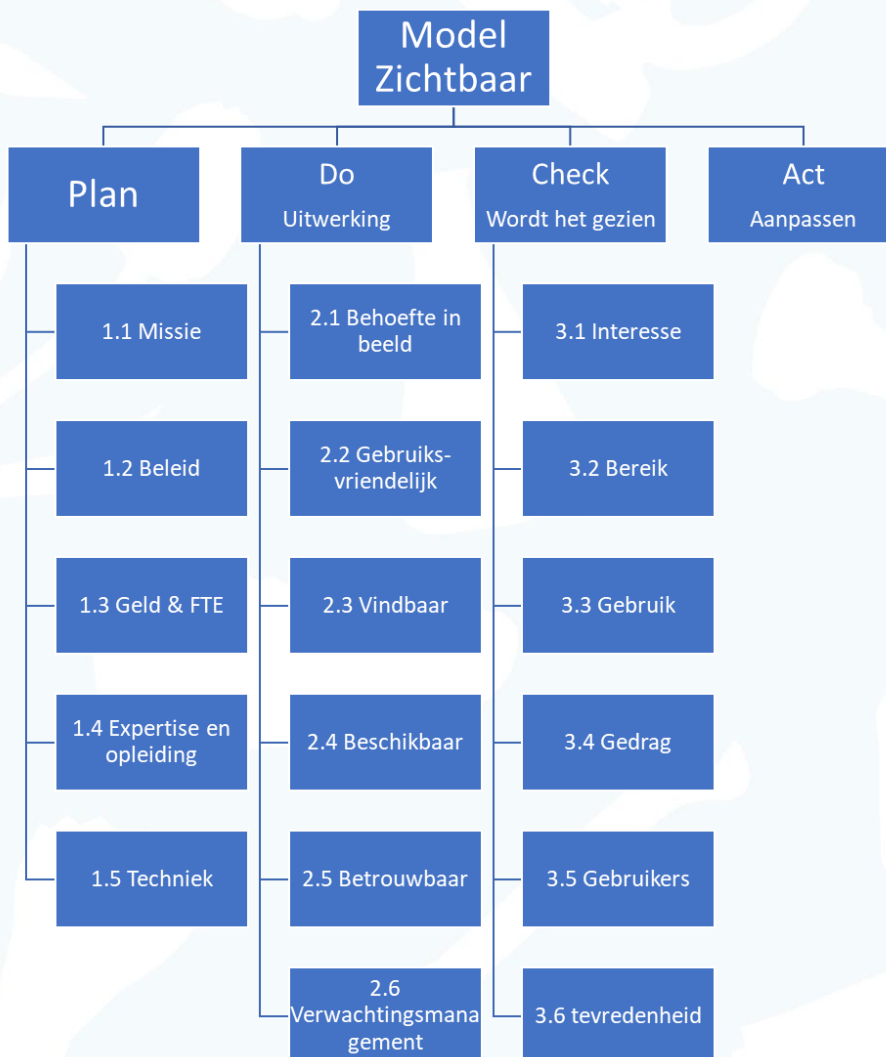 Model
Zichtbaar
Plan
Do
Uitwerking
Check
Wordt het gezien
Act
Aanpassen
1.1 Missie
1.2 Beleid
1.3 Geld & FTE
1.4 Expertise en
opleiding
1.5 Techniek
2.1 Behoefte in
beeld
2.2 Gebruiks-
vriendelijk
2.3 Vindbaar
2.4 Beschikbaar
2.5 Betrouwbaar
2.6
Verwachtingsmana
gement
3.1 Interesse
3.2 Bereik
3.3 Gebruik
3.4 Gedrag
3.5 Gebruikers
3.6 tevredenheid